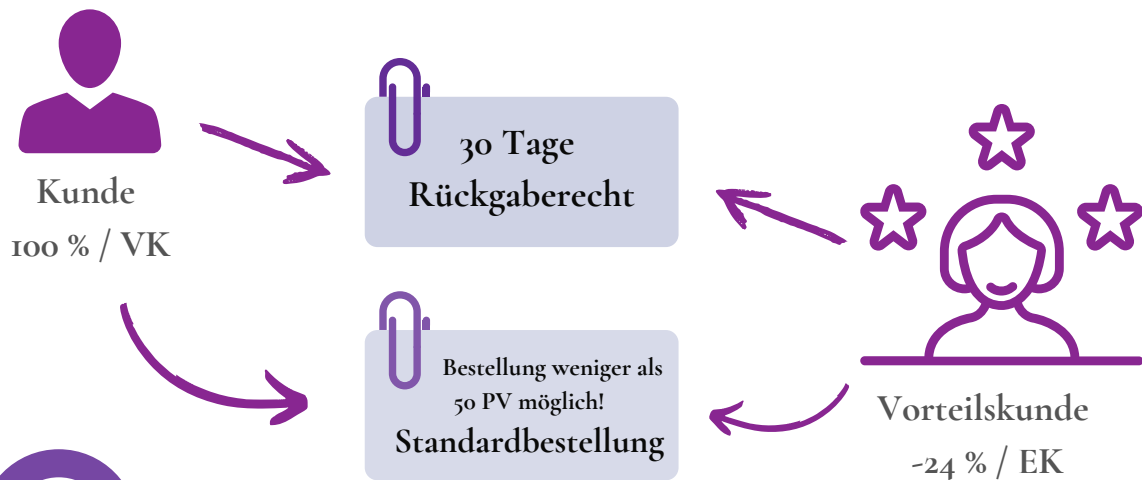 Kunde
100 % / VK
30 Tage
Rückgaberecht
Bestellung weniger als
50 PV möglich!
Standardbestellung
Vorteilskunde
-24 % / EK